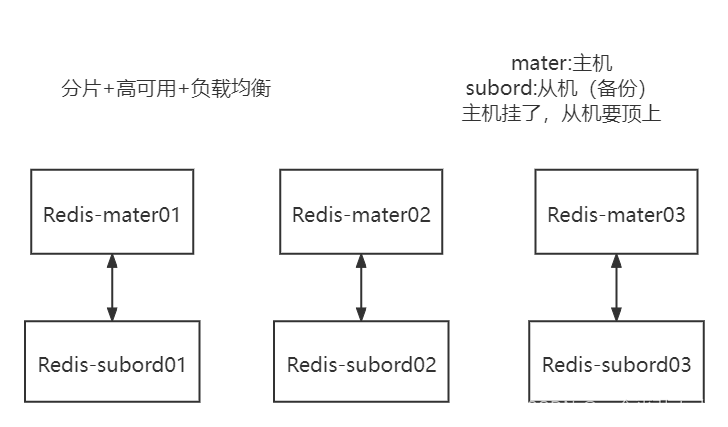 分片+高可用+负载均衡
mater:主机
subord:从机（备份）
主机挂了，从机要顶上
Redis-mater01
Redis-mater02
Redis-mater03
Redis-subord01
Redis-subord02
Redis-subord03